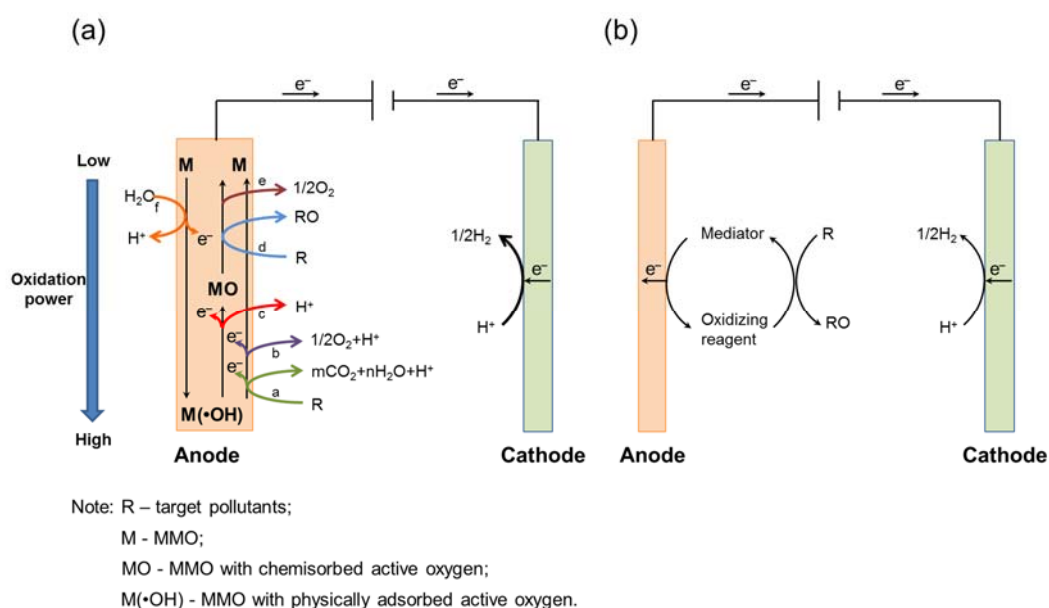 (a)
e⁻
e⁻
Low
Oxidation
power
High
M
M
H₂O
f
H⁺
e⁻
e
1/2O₂
RO
d
R
MO
e⁻
c
H⁺
e⁻
b
1/2O₂+H⁺
e⁻
a
mCO₂+nH₂O+H⁺
R
M(•OH)
Anode
1/2H₂
e⁻
H⁺
Cathode
(b)
e⁻
e⁻
e⁻
Mediator
Oxidizing
reagent
R
RO
1/2H₂
e⁻
H⁺
Anode
Cathode
Note: R – target pollutants;
M - MMO;
MO - MMO with chemisorbed active oxygen;
M(•OH) - MMO with physically adsorbed active oxygen.